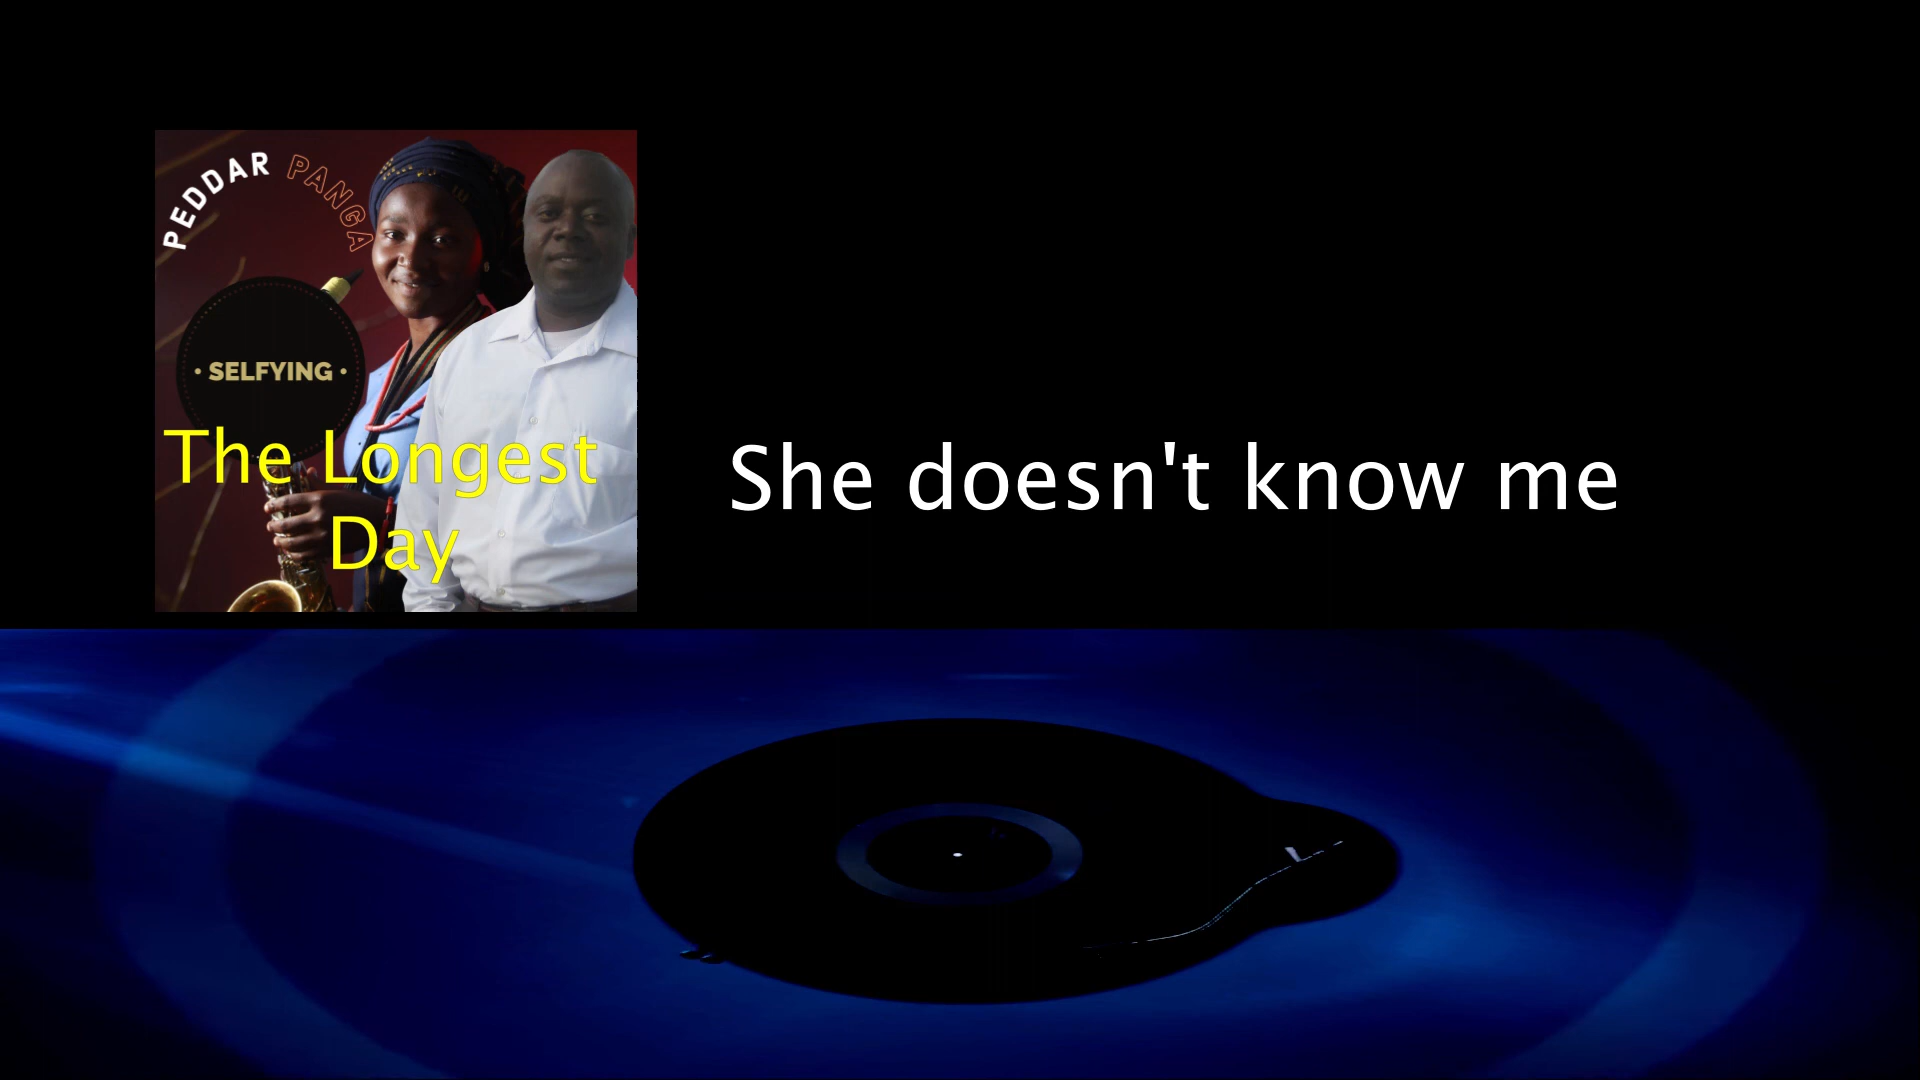 PEDDAR PANGA
• SELFYING •
The Longest
Day
She doesn't know me